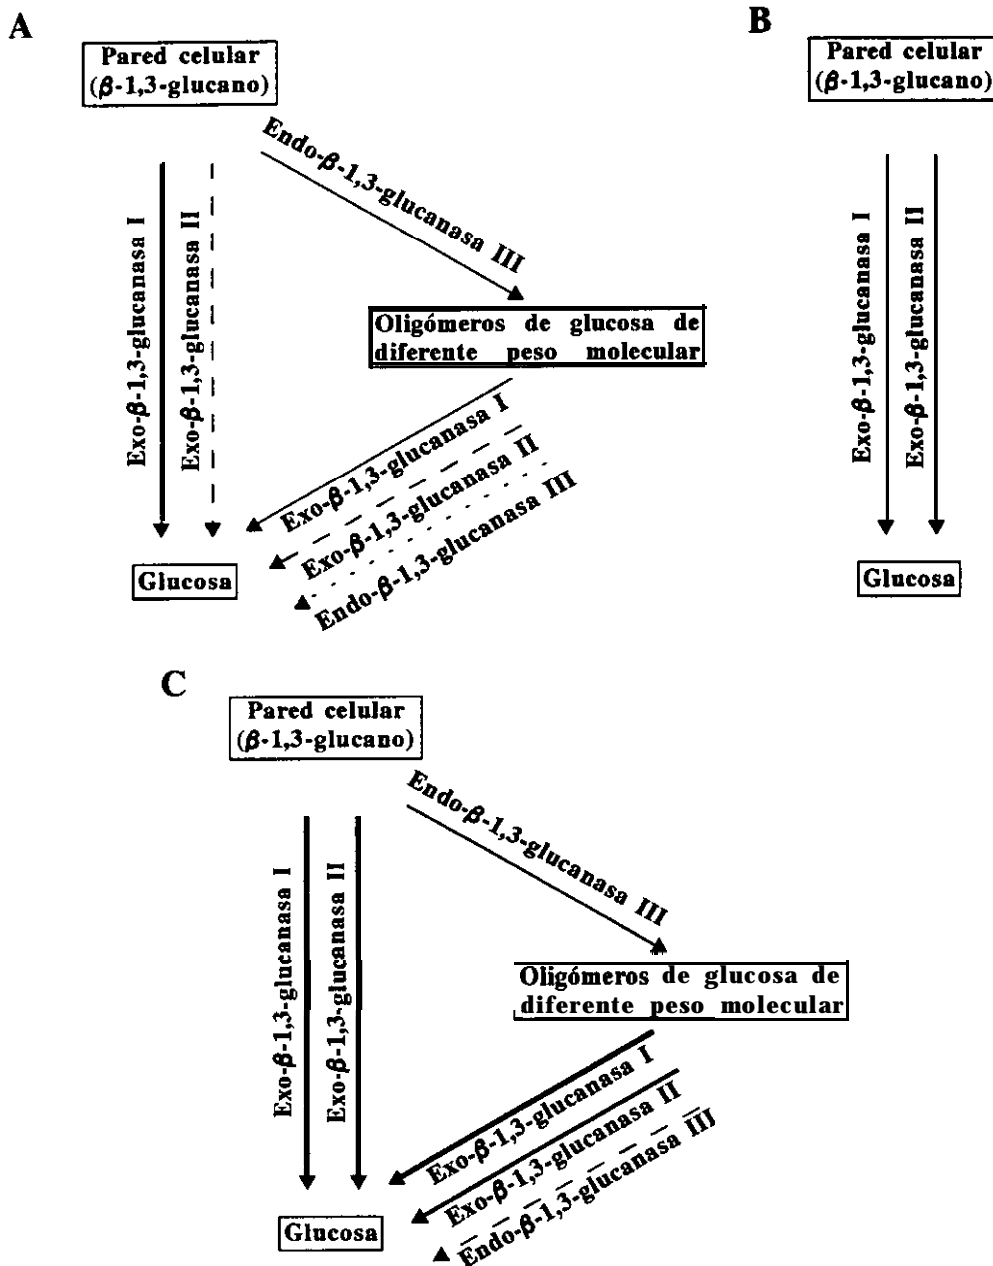 A
Pared celular
(β-1,3-glucano)
Endo-β-1,3-glucanasa III
Exo-β-1,3-glucanasa I
Exo-β-1,3-glucanasa II
Oligómeros de glucosa de
diferente peso molecular
Exo-β-1,3-glucanasa I
Exo-β-1,3-glucanasa II
Endo-β-1,3-glucanasa III
Glucosa
B
Pared celular
(β-1,3-glucano)
Exo-β-1,3-glucanasa I
Exo-β-1,3-glucanasa II
Glucosa
C
Pared celular
(β-1,3-glucano)
Endo-β-1,3-glucanasa III
Exo-β-1,3-glucanasa I
Exo-β-1,3-glucanasa II
Oligómeros de glucosa de
diferente peso molecular
Exo-β-1,3-glucanasa I
Exo-β-1,3-glucanasa II
Endo-β-1,3-glucanasa III
Glucosa